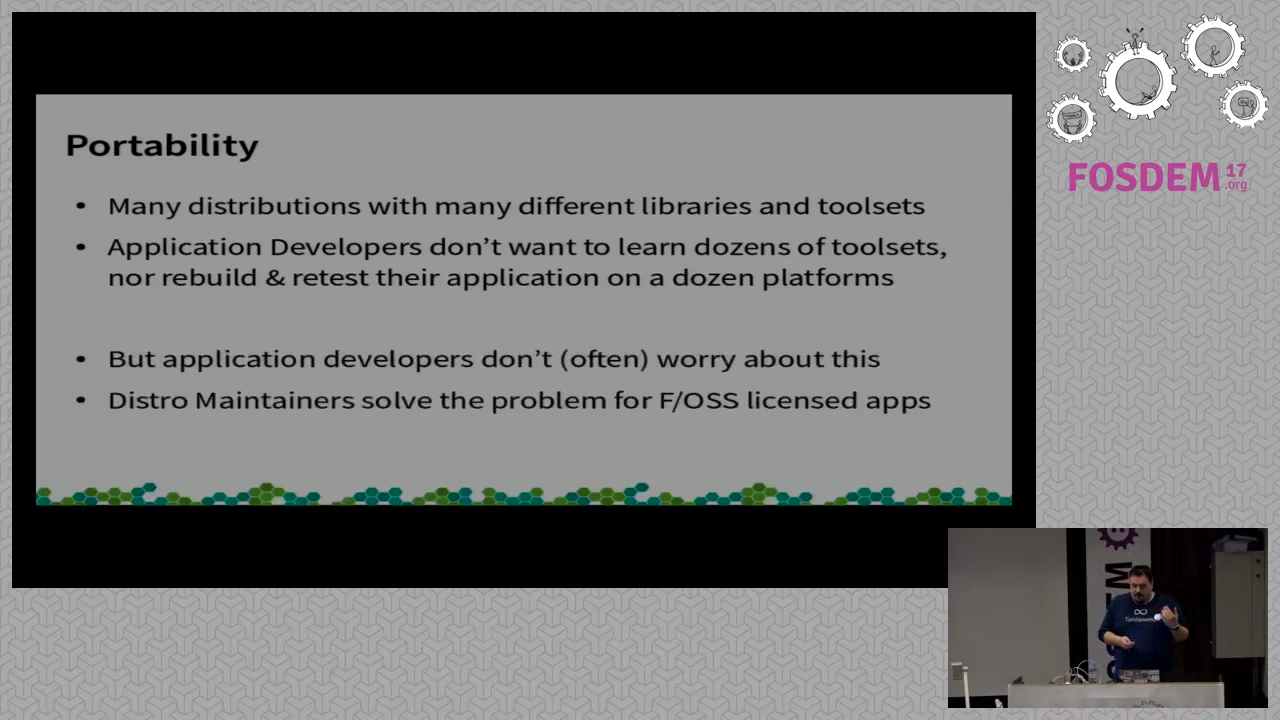 Portability
• Many distributions with many different libraries and toolsets
• Application Developers don’t want to learn dozens of toolsets,
nor rebuild & retest their application on a dozen platforms
• But application developers don’t (often) worry about this
• Distro Maintainers solve the problem for F/OSS licensed apps
FOSDEM 17
.org
Tumbleweed